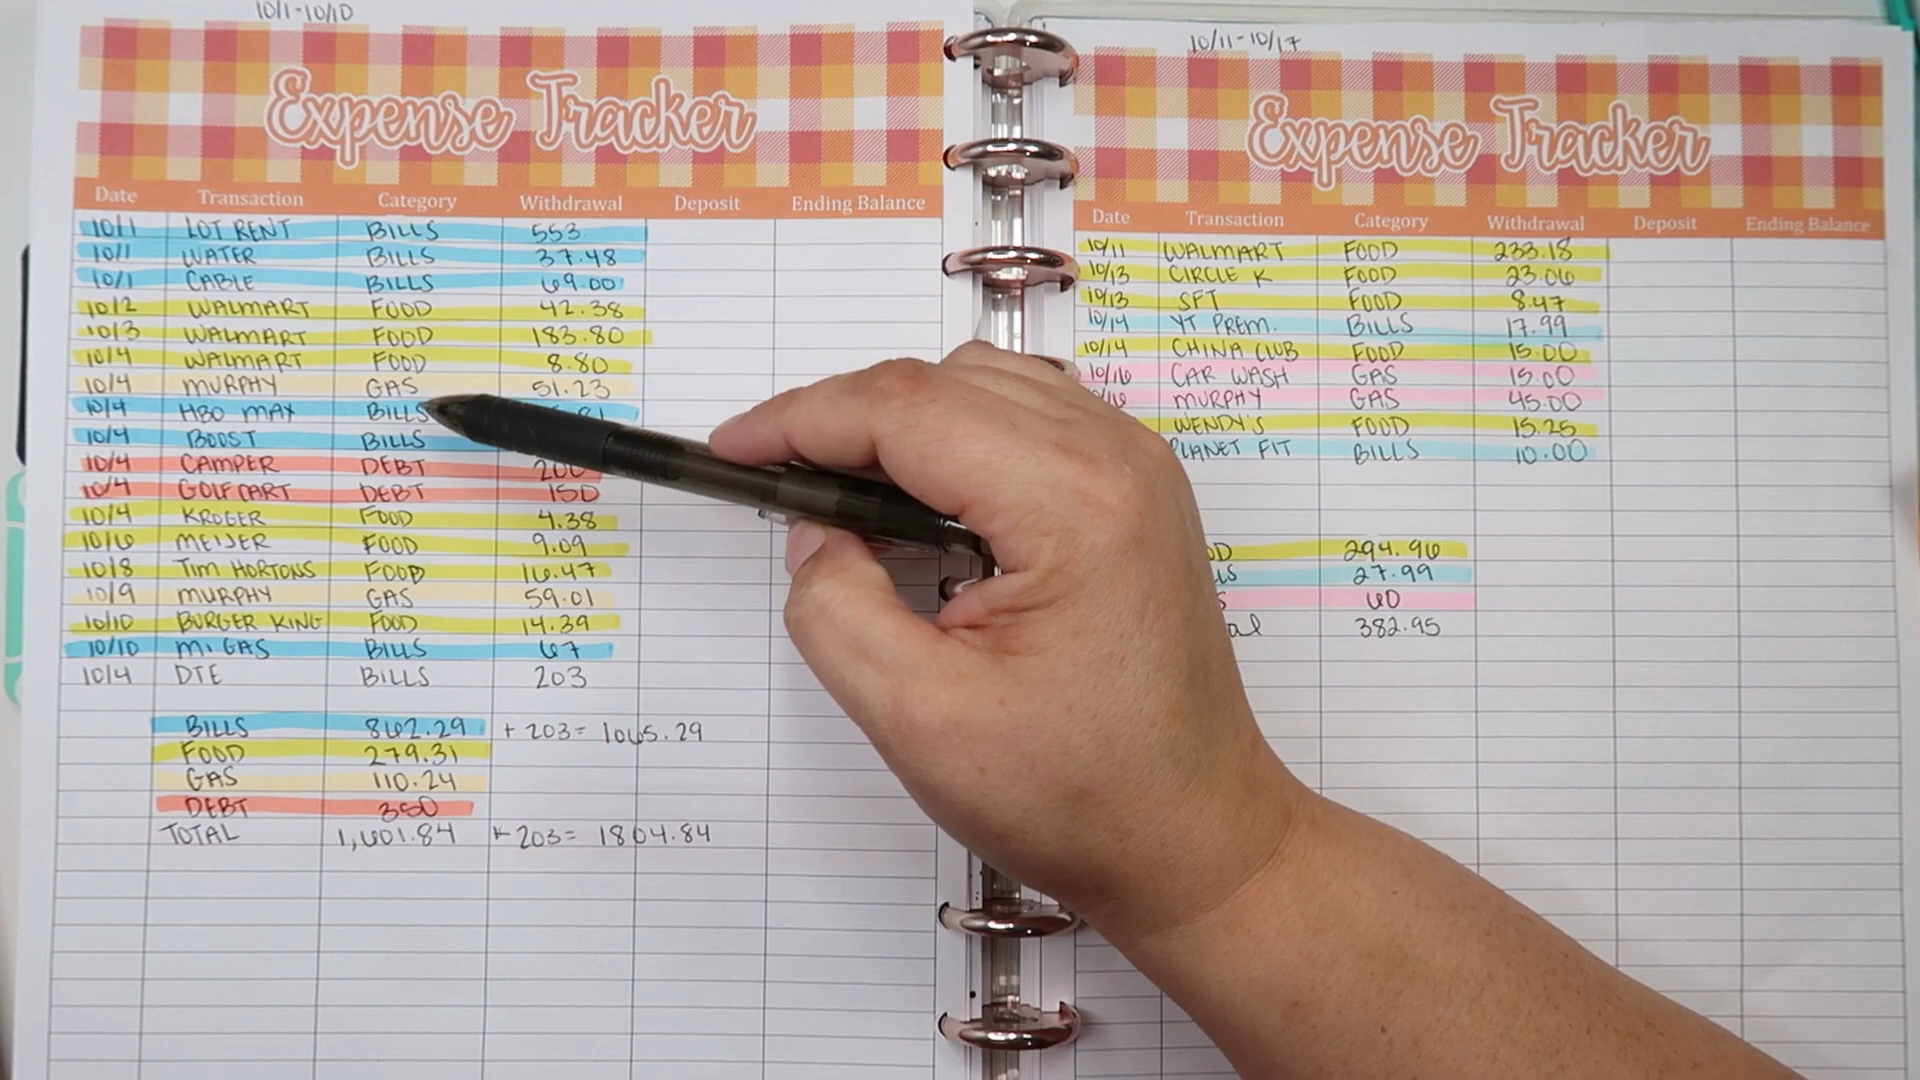 10/1-10/10
Expense Tracker
Date Transaction Category Withdrawal Deposit Ending Balance
10/1 LOT RENT BILLS 553
10/1 WATER BILLS 37.48
10/1 CABLE BILLS 69.00
10/2 WALMART FOOD 42.38
10/3 WALMART FOOD 183.80
10/4 WALMART FOOD 8.80
10/4 MURPHY GAS 51.23
10/4 HBO MAX BILLS
10/4 BOOST BILLS
10/4 CAMPER DEBT 200
10/4 GOLF CART DEBT 150
10/4 KROGER FOOD 4.38
10/6 MEIJER FOOD 9.09
10/8 TIM HORTONS FOOD 16.47
10/9 MURPHY GAS 59.01
10/10 BURGER KING FOOD 14.39
10/10 MI GAS BILLS 67
10/4 DTE BILLS 203
BILLS 862.29 + 203= 1065.29
FOOD 279.31
GAS 110.24
DEBT 350
TOTAL 1,601.84 + 203= 1804.84
10/11-10/17
Expense Tracker
Date Transaction Category Withdrawal Deposit Ending Balance
10/11 WALMART FOOD 233.18
10/13 CIRCLE K FOOD 23.06
10/13 SFT FOOD 8.47
10/14 YT PREM. BILLS 17.99
10/14 CHINA CLUB FOOD 15.00
10/16 CAR WASH GAS 15.00
MURPHY GAS 45.00
WENDY'S FOOD 15.25
PLANET FIT BILLS 10.00
294.96
27.99
60
382.95